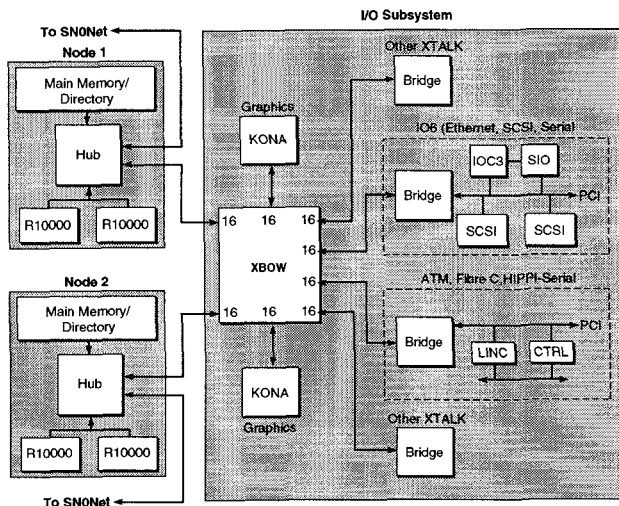 I/O Subsystem
To SN0Net
Node 1
Main Memory/
Directory
Hub
R10000
R10000
Node 2
Main Memory/
Directory
Hub
R10000
R10000
To SN0Net
Other XTALK
Bridge
Graphics
KONA
IO6 (Ethernet, SCSI, Serial
Bridge
IOC3
SIO
PCI
SCSI
SCSI
16 16 16
16
XBOW
16
16 16 16
ATM, Fibre C,HIPPI-Serial
Bridge
PCI
LINC
CTRL
KONA
Graphics
Other XTALK
Bridge